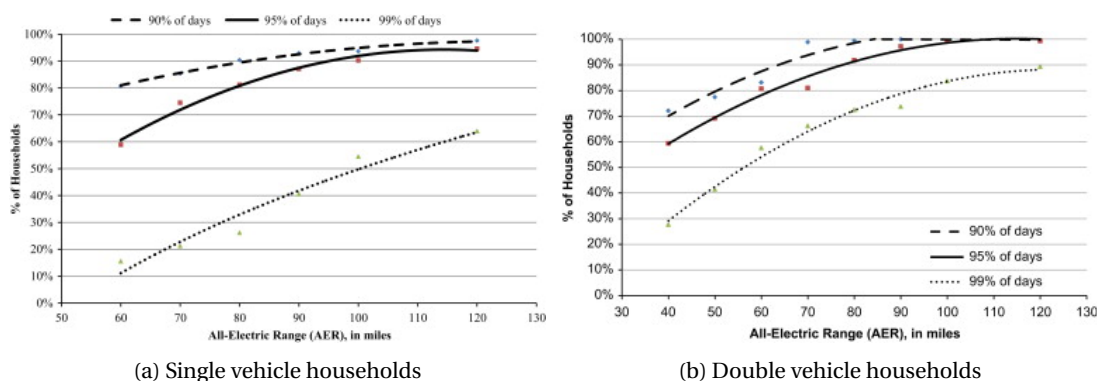 90% of days 95% of days 99% of days
100%
90%
80%
70%
60%
50%
40%
30%
20%
10%
0%
% of Households
50 60 70 80 90 100 110 120 130
All-Electric Range (AER), in miles
(a) Single vehicle households
100%
90%
80%
70%
60%
50%
40%
30%
20%
10%
0%
% of Households
90% of days
95% of days
99% of days
30 40 50 60 70 80 90 100 110 120 130
All-Electric Range (AER), in miles
(b) Double vehicle households